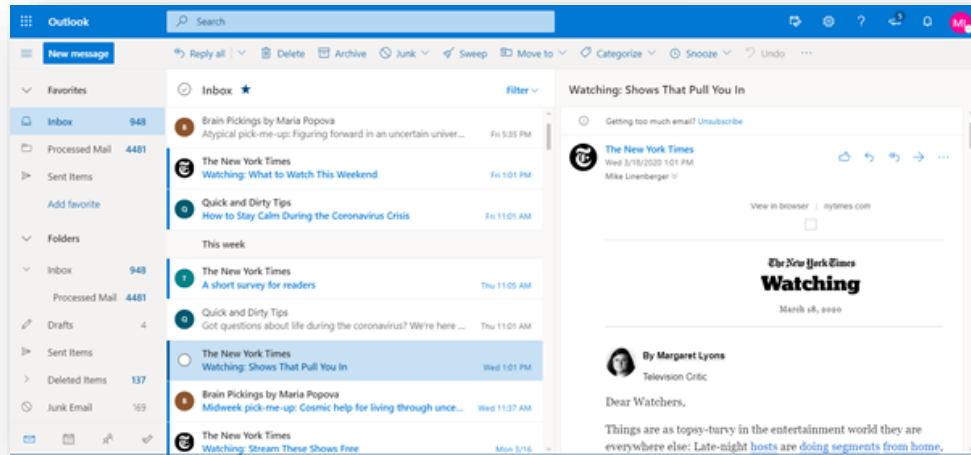 Outlook
Search
3
New message
Reply all
Delete
Archive
Junk
Sweep
Move to
Categorize
Snooze
Undo
Favorites
Inbox 948
Processed Mail 4481
Sent Items
Add favorite
Folders
Inbox 948
Processed Mail 4481
Drafts 4
Sent Items
Deleted Items 137
Junk Email 169
Inbox
Filter
B
Brain Pickings by Maria Popova
Atypical pick-me-up: Figuring forward in an uncertain univer... Fri 5:35 PM
The New York Times
Watching: What to Watch This Weekend Fri 1:01 PM
Q
Quick and Dirty Tips
How to Stay Calm During the Coronavirus Crisis Fri 11:01 AM
This week
T
The New York Times
A short survey for readers Thu 11:05 AM
Q
Quick and Dirty Tips
Got questions about life during the coronavirus? We're here ... Thu 11:01 AM
The New York Times
Watching: Shows That Pull You In Wed 1:01 PM
B
Brain Pickings by Maria Popova
Midweek pick-me-up: Cosmic help for living through unce... Wed 11:37 AM
The New York Times
Watching: Stream These Shows Free Mon 3/16
Watching: Shows That Pull You In
Getting too much email? Unsubscribe
The New York Times
Wed 3/18/2020 1:01 PM
Mike Linenberger
View in browser | nytimes.com
The New York Times
Watching
March 18, 2020
By Margaret Lyons
Television Critic
Dear Watchers,
Things are as topsy-turvy in the entertainment world they are
everywhere else: Late-night hosts are doing segments from home,